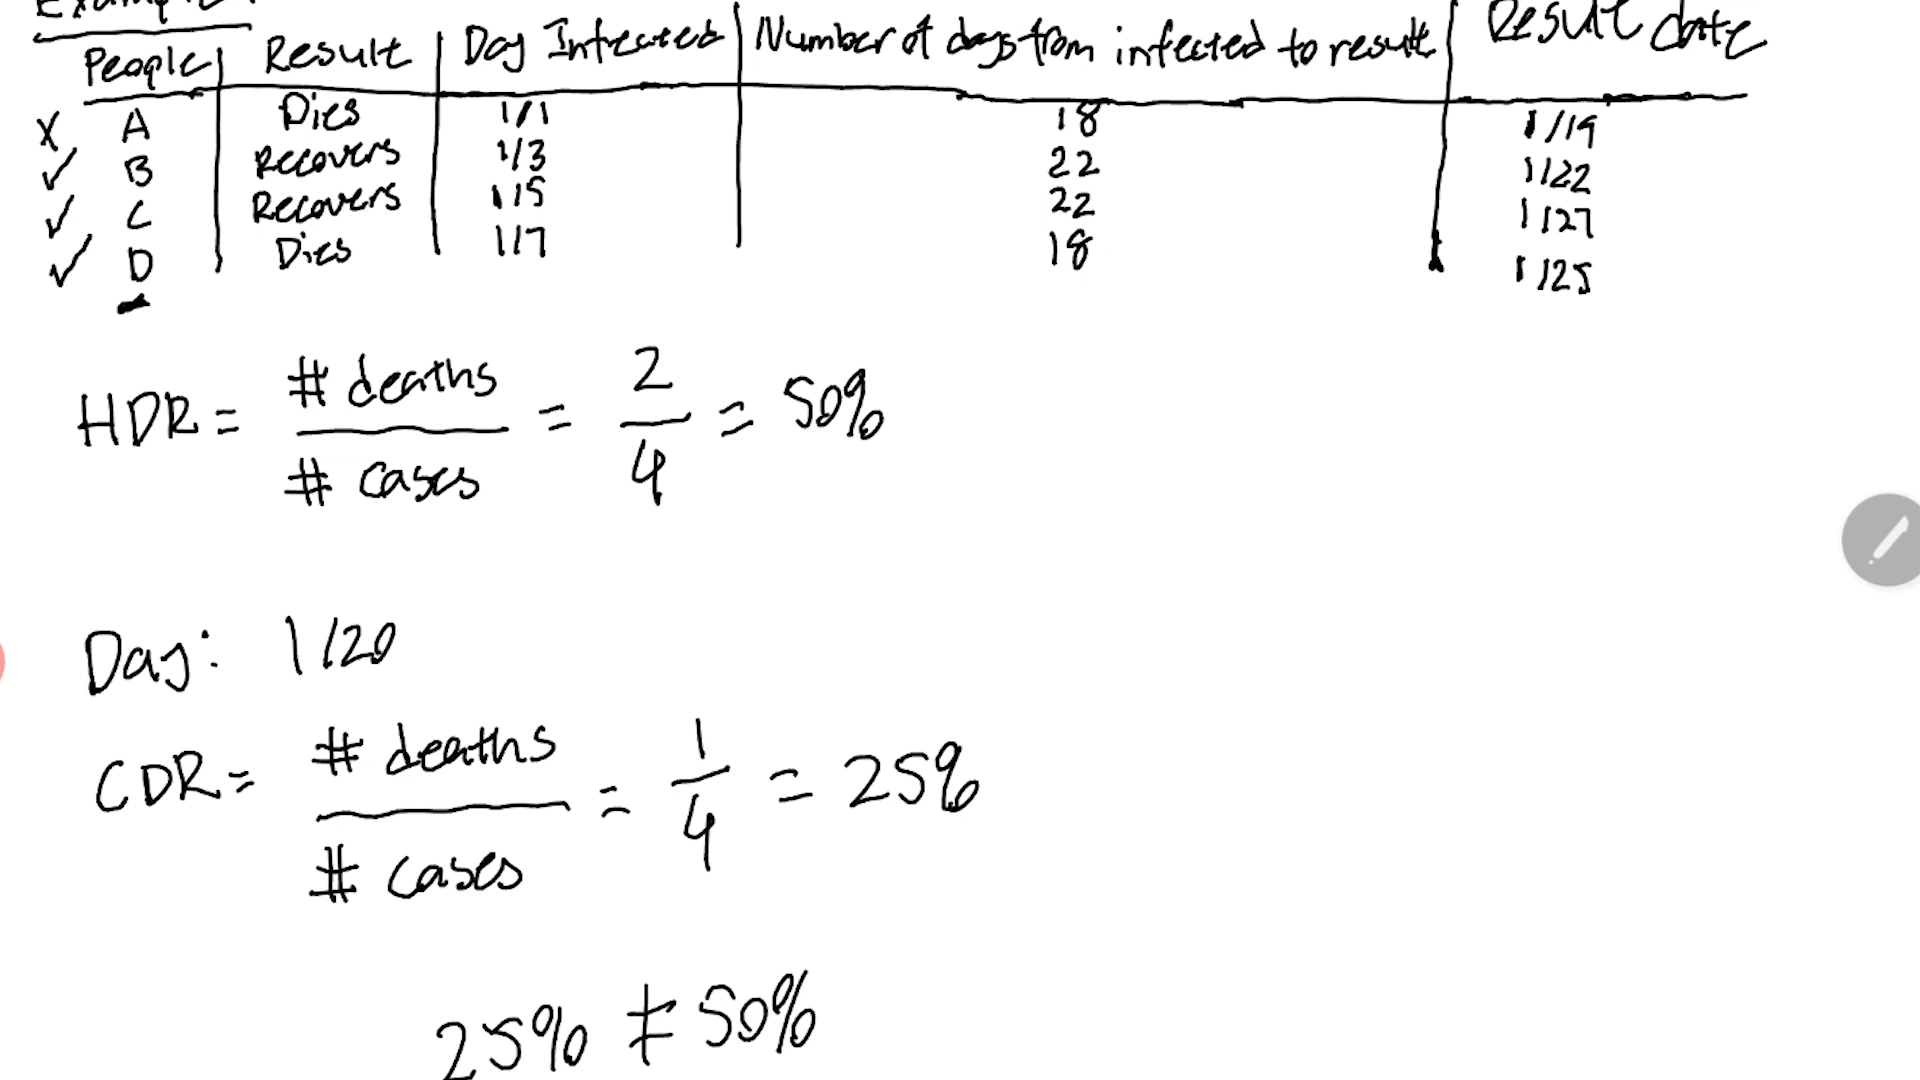 Example:
People | Result | Day Infected | Number of days from infected to result | Result date
X A Dies 1/1 18 1/19
✓ B Recovers 1/3 22 1/22
✓ C Recovers 1/5 22 1/27
✓ D Dies 1/7 18 1/25
HDR = # deaths / # cases = 2/4 = 50%
Day: 1/20
CDR = # deaths / # cases = 1/4 = 25%
25% ≠ 50%